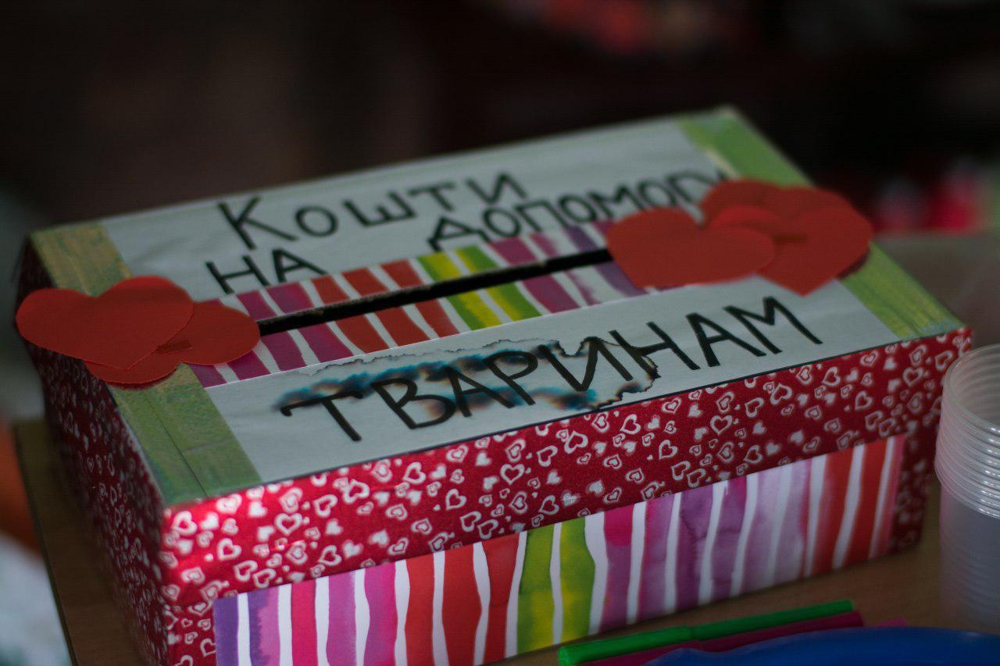 Кошти
на допомогу
тваринам